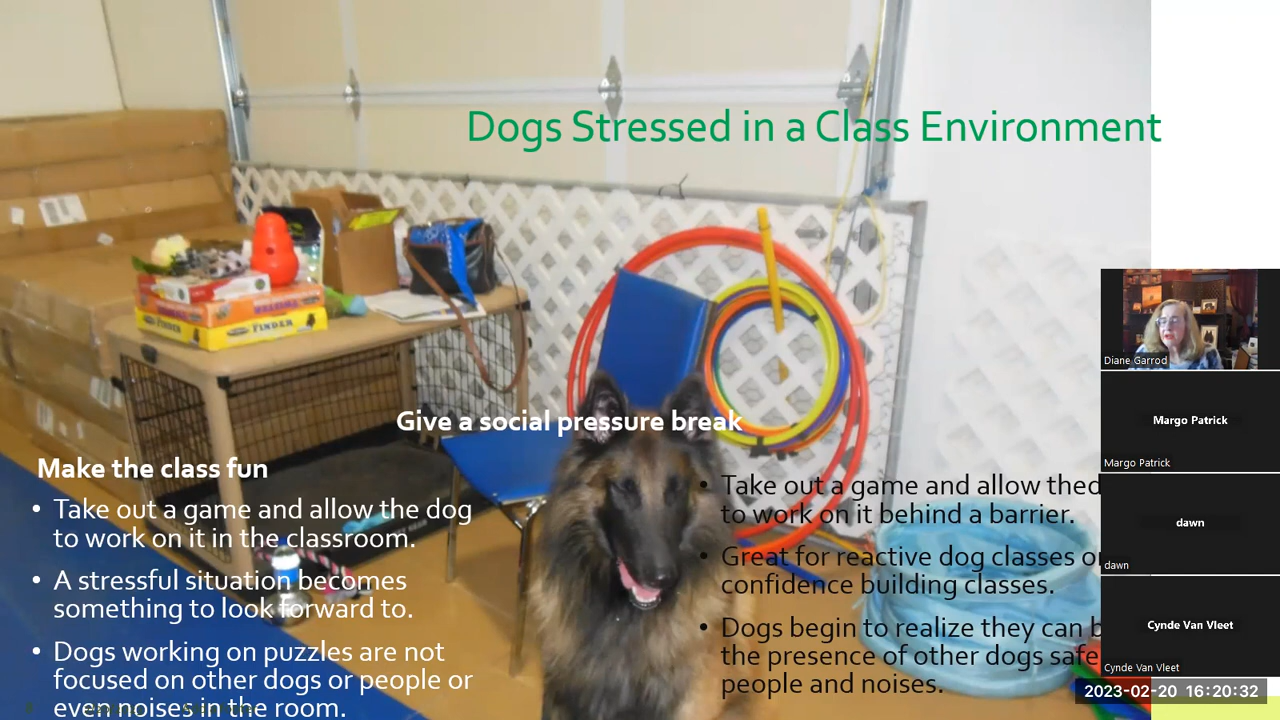 Dogs Stressed in a Class Environment
FINDER
Give a social pressure break
Make the class fun
• Take out a game and allow the dog
to work on it in the classroom.
• A stressful situation becomes
something to look forward to.
• Dogs working on puzzles are not
focused on other dogs or people or
even noises in the room.
• Take out a game and allow thed
to work on it behind a barrier.
• Great for reactive dog classes or
confidence building classes.
• Dogs begin to realize they can b
the presence of other dogs safe
people and noises.
Diane Garrod
Margo Patrick
Margo Patrick
dawn
dawn
Cynde Van Vleet
Cynde Van Vleet
2023-02-20 16:20:32